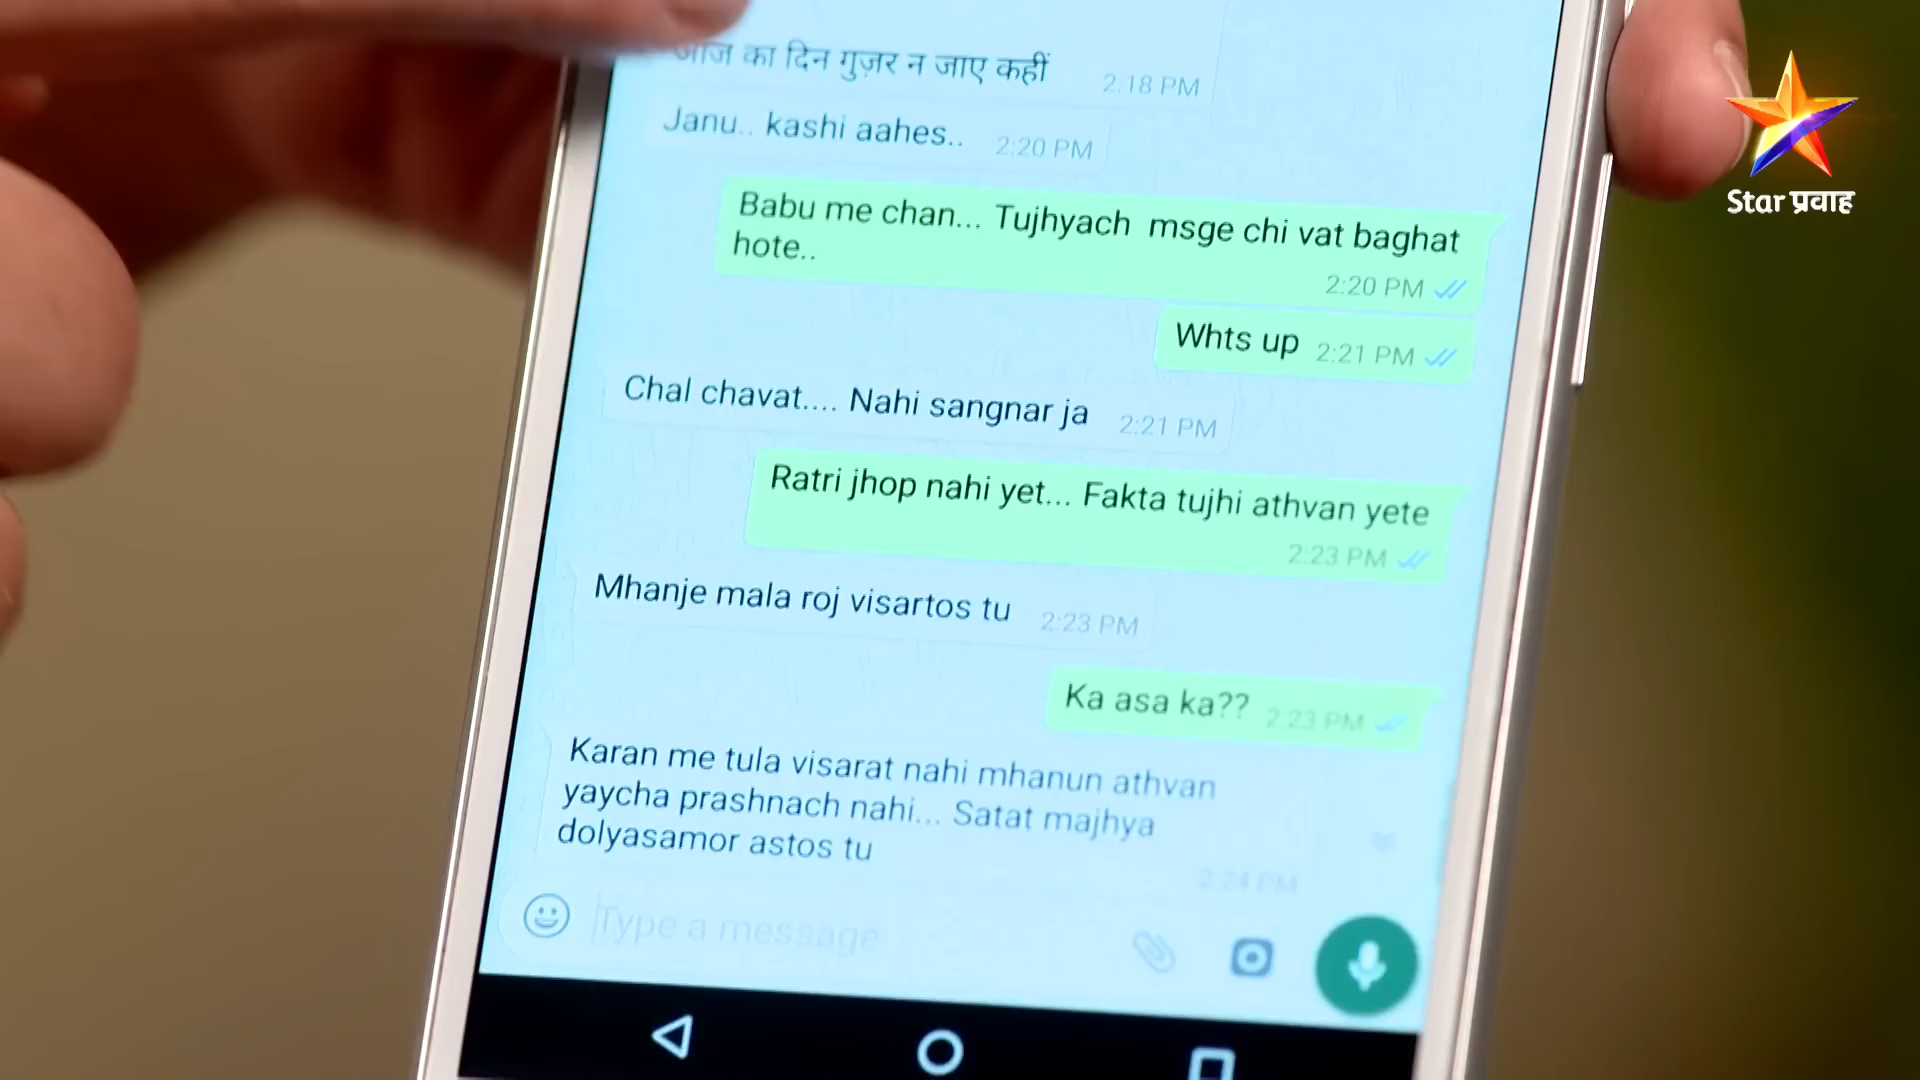 आज का दिन गुज़र न जाए कहीं 2:18 PM
Janu.. kashi aahes.. 2:20 PM
Babu me chan... Tujhyach msge chi vat baghat
hote..
2:20 PM
Whts up 2:21 PM
Chal chavat.... Nahi sangnar ja 2:21 PM
Ratri jhop nahi yet... Fakta tujhi athvan yete
2:23 PM
Mhanje mala roj visartos tu 2:23 PM
Ka asa ka?? 2:23 PM
Karan me tula visarat nahi mhanun athvan
yaycha prashnach nahi... Satat majhya
dolyasamor astos tu
2:24 PM
Type a message
Star प्रवाह